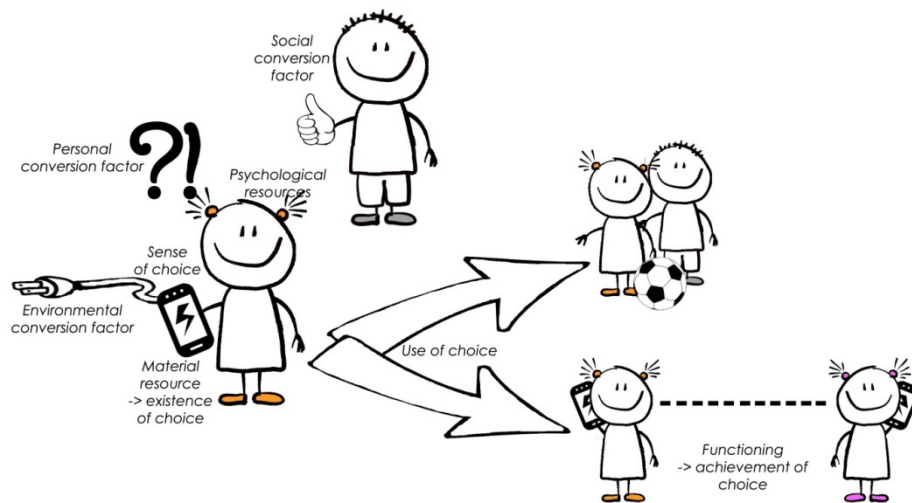 Social
conversion
factor
Personal
conversion factor
?!
Psychological
resources
Sense
of choice
Environmental
conversion factor
Material
resource
-> existence
of choice
Use of choice
Functioning
-> achievement of
choice